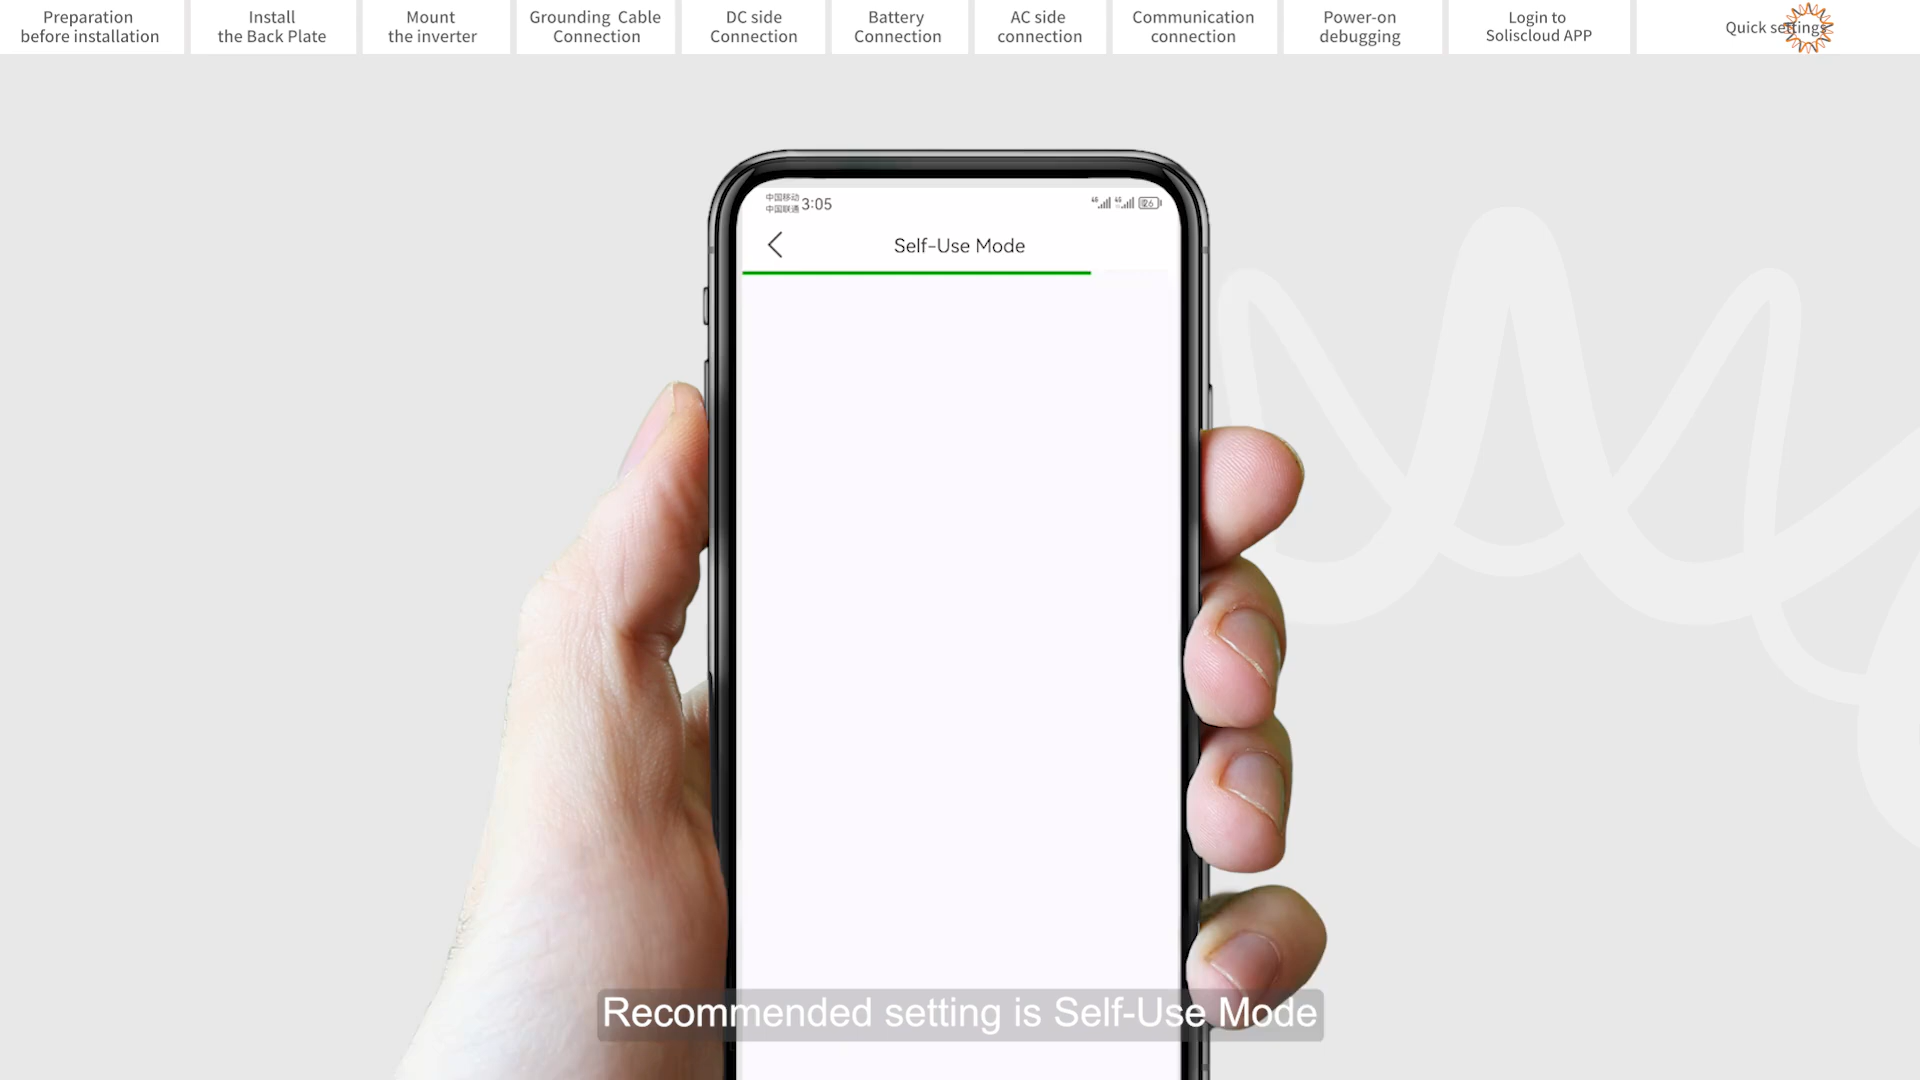 Preparation
before installation
Install
the Back Plate
Mount
the inverter
Grounding Cable
Connection
DC side
Connection
Battery
Connection
AC side
connection
Communication
connection
Power-on
debugging
Login to
Soliscloud APP
Quick settings
中国移动
中国联通
3:05
Self-Use Mode
Recommended setting is Self-Use Mode